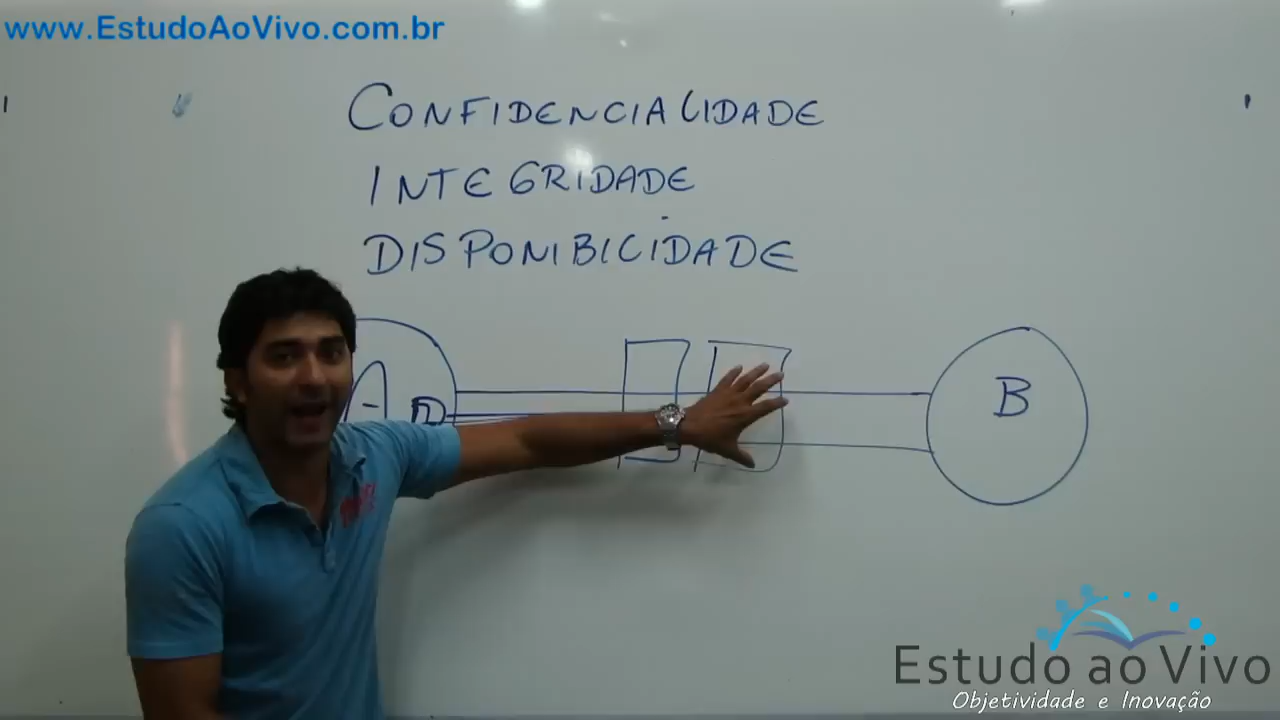 www.EstudoAoVivo.com.br
CONFIDENCIALIDADE
INTEGRIDADE
DISPONIBILIDADE
A
D
B
Estudo ao Vivo
Objetividade e Inovação